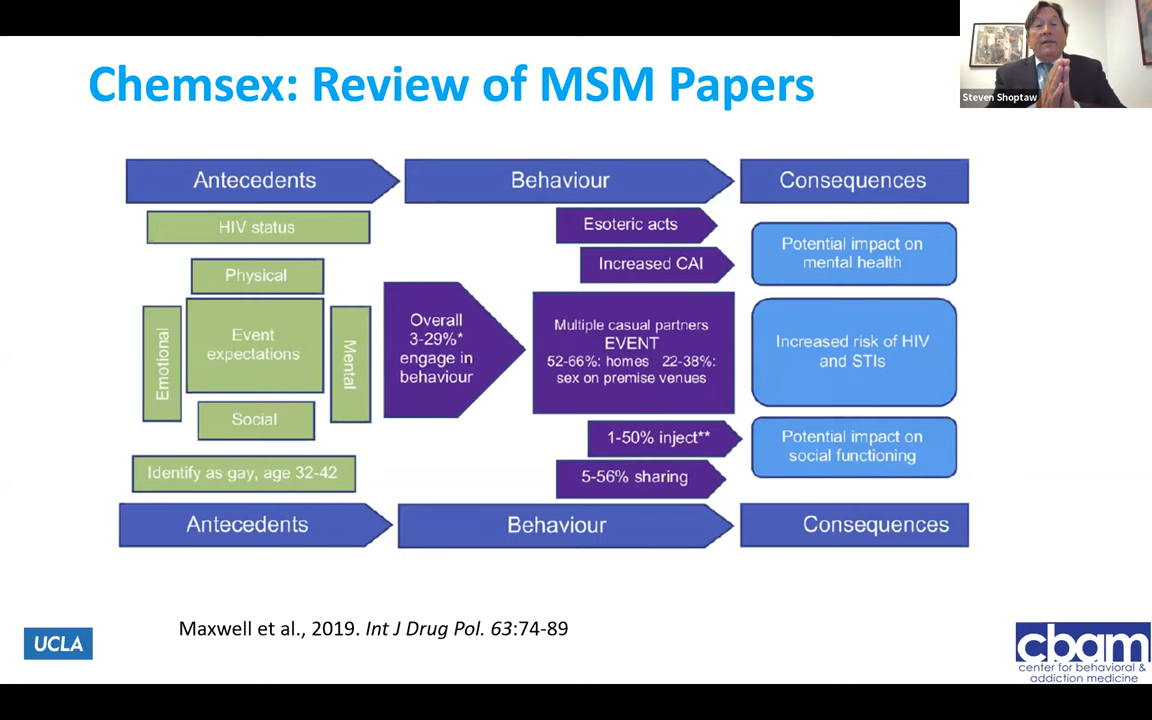 Chemsex: Review of MSM Papers
Steven Shoptaw
Antecedents
Behaviour
Consequences
HIV status
Physical
Emotional
Event
expectations
Mental
Social
Identify as gay, age 32-42
Overall
3-29%*
engage in
behaviour
Esoteric acts
Increased CAI
Multiple casual partners
EVENT
52-66%: homes 22-38%:
sex on premise venues
1-50% inject**
5-56% sharing
Potential impact on
mental health
Increased risk of HIV
and STIs
Potential impact on
social functioning
Antecedents
Behaviour
Consequences
Maxwell et al., 2019. Int J Drug Pol. 63:74-89
UCLA
cbam
center for behavioral &
addiction medicine